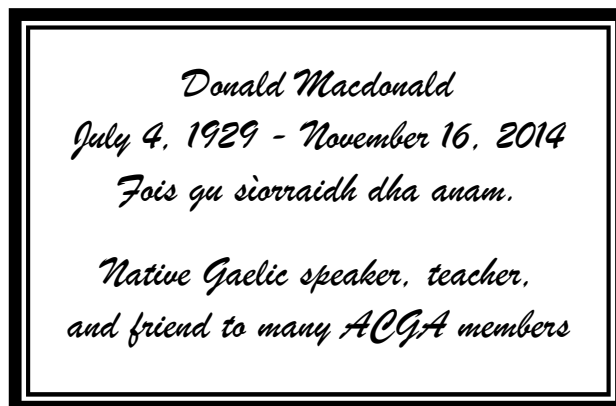 Donald Macdonald
July 4, 1929 - November 16, 2014
Fois gu sìorraidh dha anam.
Native Gaelic speaker, teacher,
and friend to many ACGA members